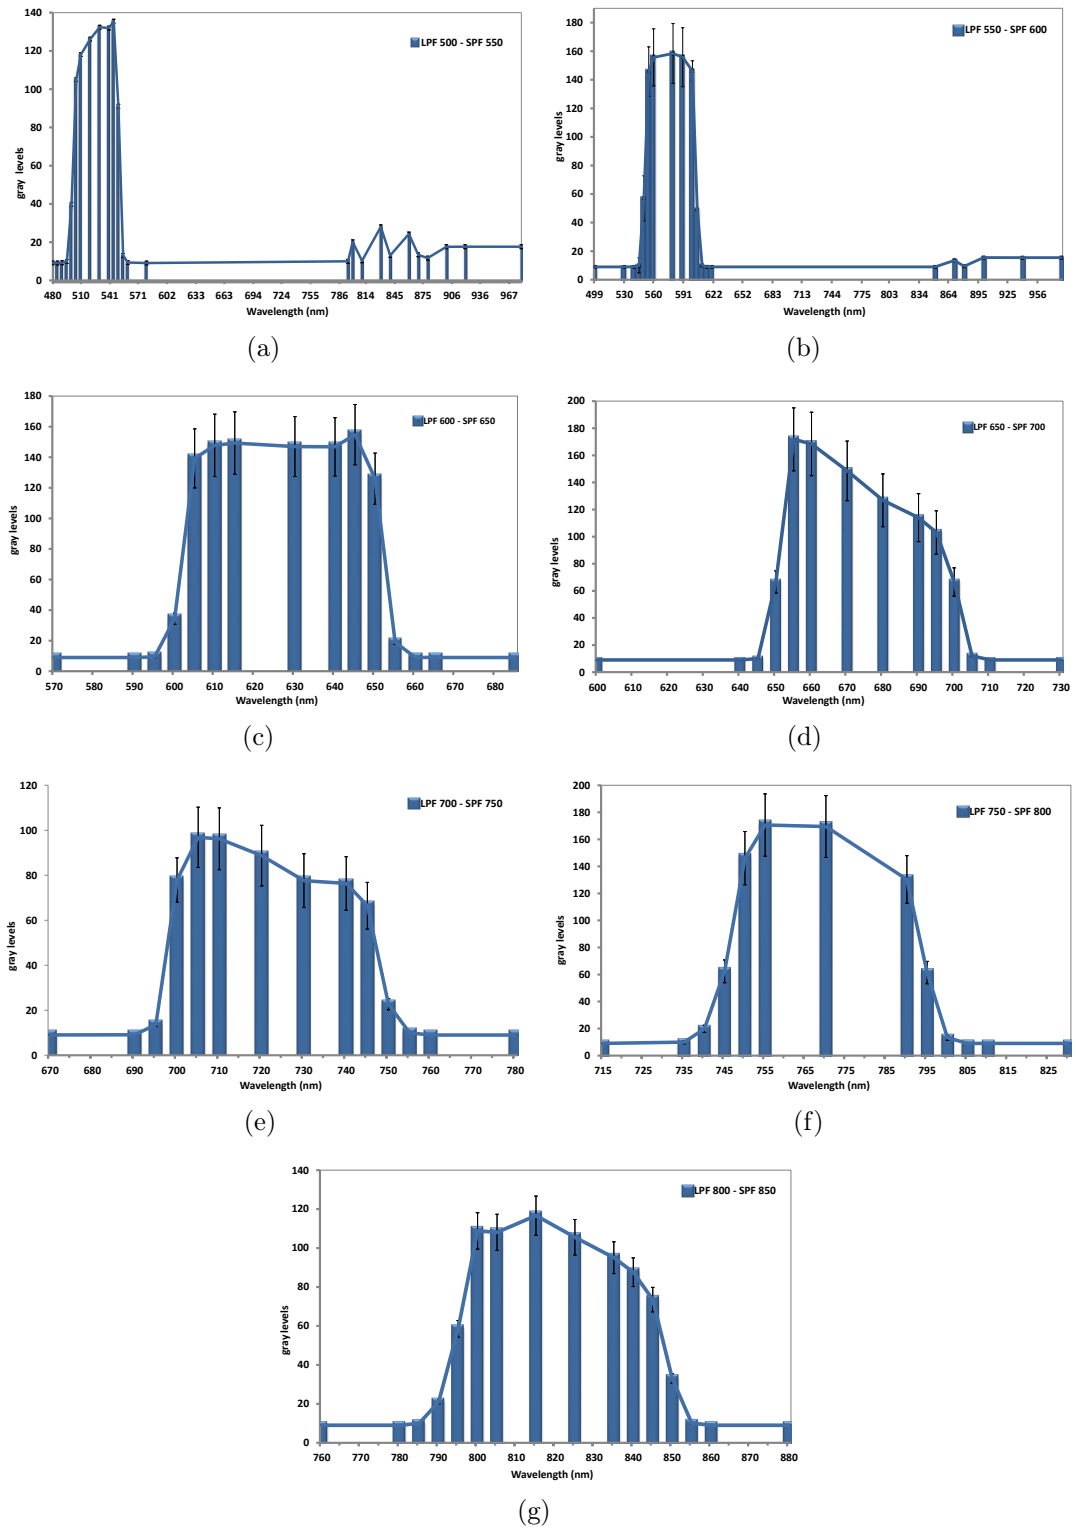 140
120
100
80
60
40
20
0
gray levels
LPF 500 - SPF 550
480 510 541 571 602 633 663 694 724 755 786 814 845 875 906 936 967
Wavelength (nm)
(a)
180
160
140
120
100
80
60
40
20
0
gray levels
LPF 550 - SPF 600
499 530 560 591 622 652 683 713 744 775 803 834 864 895 925 956
Wavelength (nm)
(b)
180
160
140
120
100
80
60
40
20
0
gray levels
LPF 600 - SPF 650
570 580 590 600 610 620 630 640 650 660 670 680
Wavelength (nm)
(c)
200
180
160
140
120
100
80
60
40
20
0
gray levels
LPF 650 - SPF 700
600 610 620 630 640 650 660 670 680 690 700 710 720 730
Wavelength (nm)
(d)
120
100
80
60
40
20
0
gray levels
LPF 700 - SPF 750
670 680 690 700 710 720 730 740 750 760 770 780
Wavelength (nm)
(e)
200
180
160
140
120
100
80
60
40
20
0
gray levels
LPF 750 - SPF 800
715 725 735 745 755 765 775 785 795 805 815 825
Wavelength (nm)
(f)
140
120
100
80
60
40
20
0
gray levels
LPF 800 - SPF 850
760 770 780 790 800 810 820 830 840 850 860 870 880
Wavelength (nm)
(g)